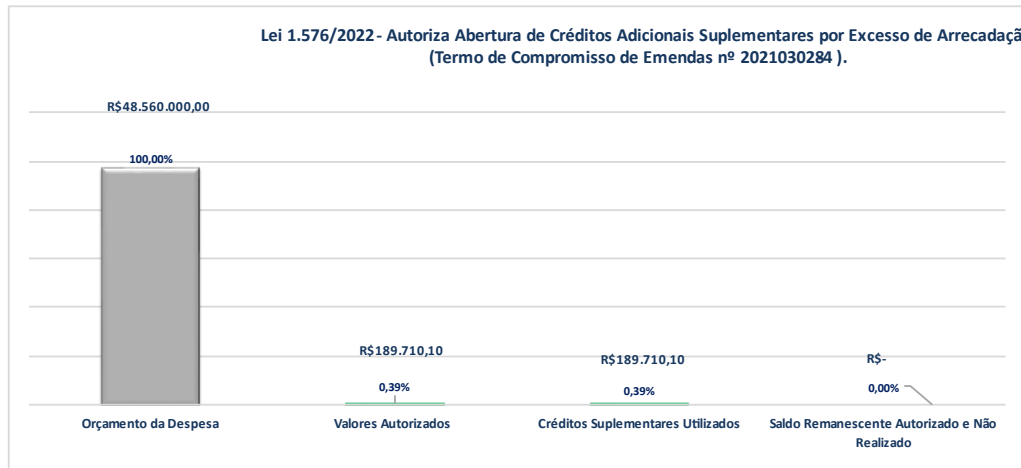 Lei 1.576/2022 - Autoriza Abertura de Créditos Adicionais Suplementares por Excesso de Arrecadaçã
(Termo de Compromisso de Emendas nº 202103028-4 ).
R$48.560.000,00
100,00%
R$189.710,10
0,39%
R$189.710,10
0,39%
R$-
0,00%
Orçamento da Despesa
Valores Autorizados
Créditos Suplementares Utilizados
Saldo Remanescente Autorizado e Não
Realizado